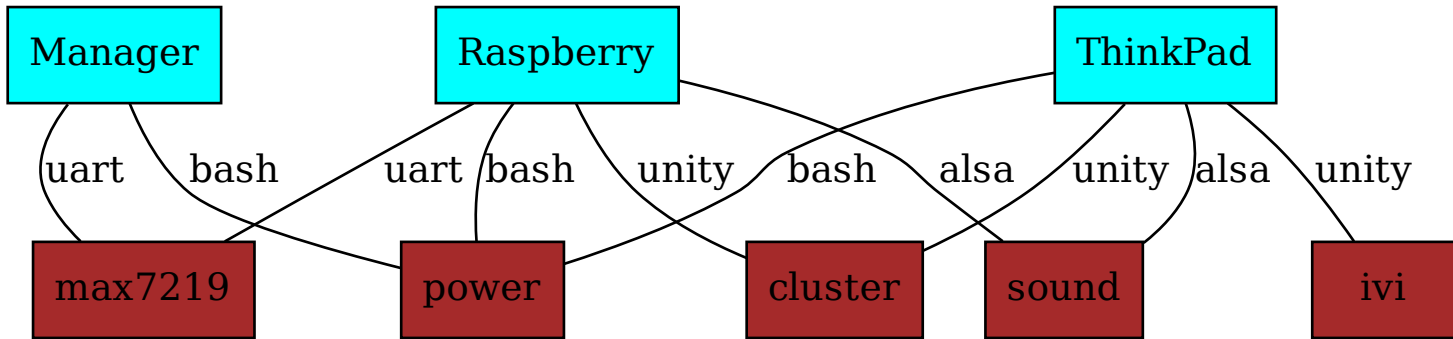 Manager
Raspberry
ThinkPad
uart
bash
uart
bash
unity
bash
alsa
unity
alsa
unity
max7219
power
cluster
sound
ivi